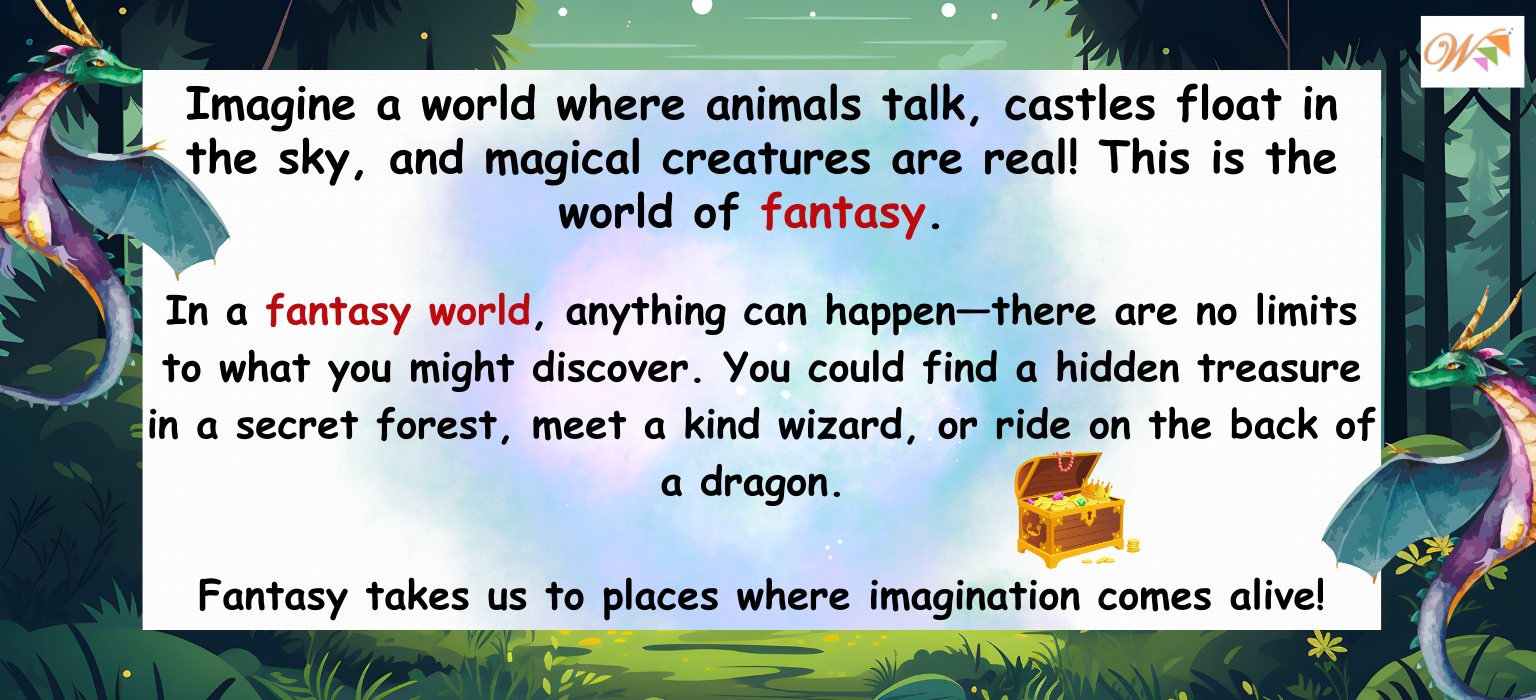 Imagine a world where animals talk, castles float in
the sky, and magical creatures are real! This is the
world of fantasy.
In a fantasy world, anything can happen—there are no limits
to what you might discover. You could find a hidden treasure
in a secret forest, meet a kind wizard, or ride on the back of
a dragon.
Fantasy takes us to places where imagination comes alive!